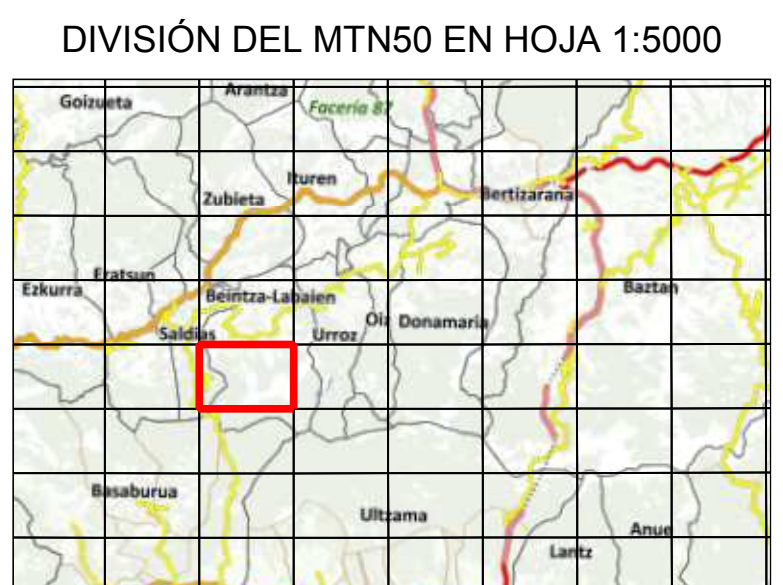 DIVISIÓN DEL MTN50 EN HOJA 1:5000
Arantza
Goizueta
Facería 87
Ituren
Zubieta
Bertizarana
Eratsun
Ezkurra
Beintza-Labaien
Baztan
Saldias
Urroz
Oiz
Donamaria
Basaburua
Ultzama
Anue
Lantz